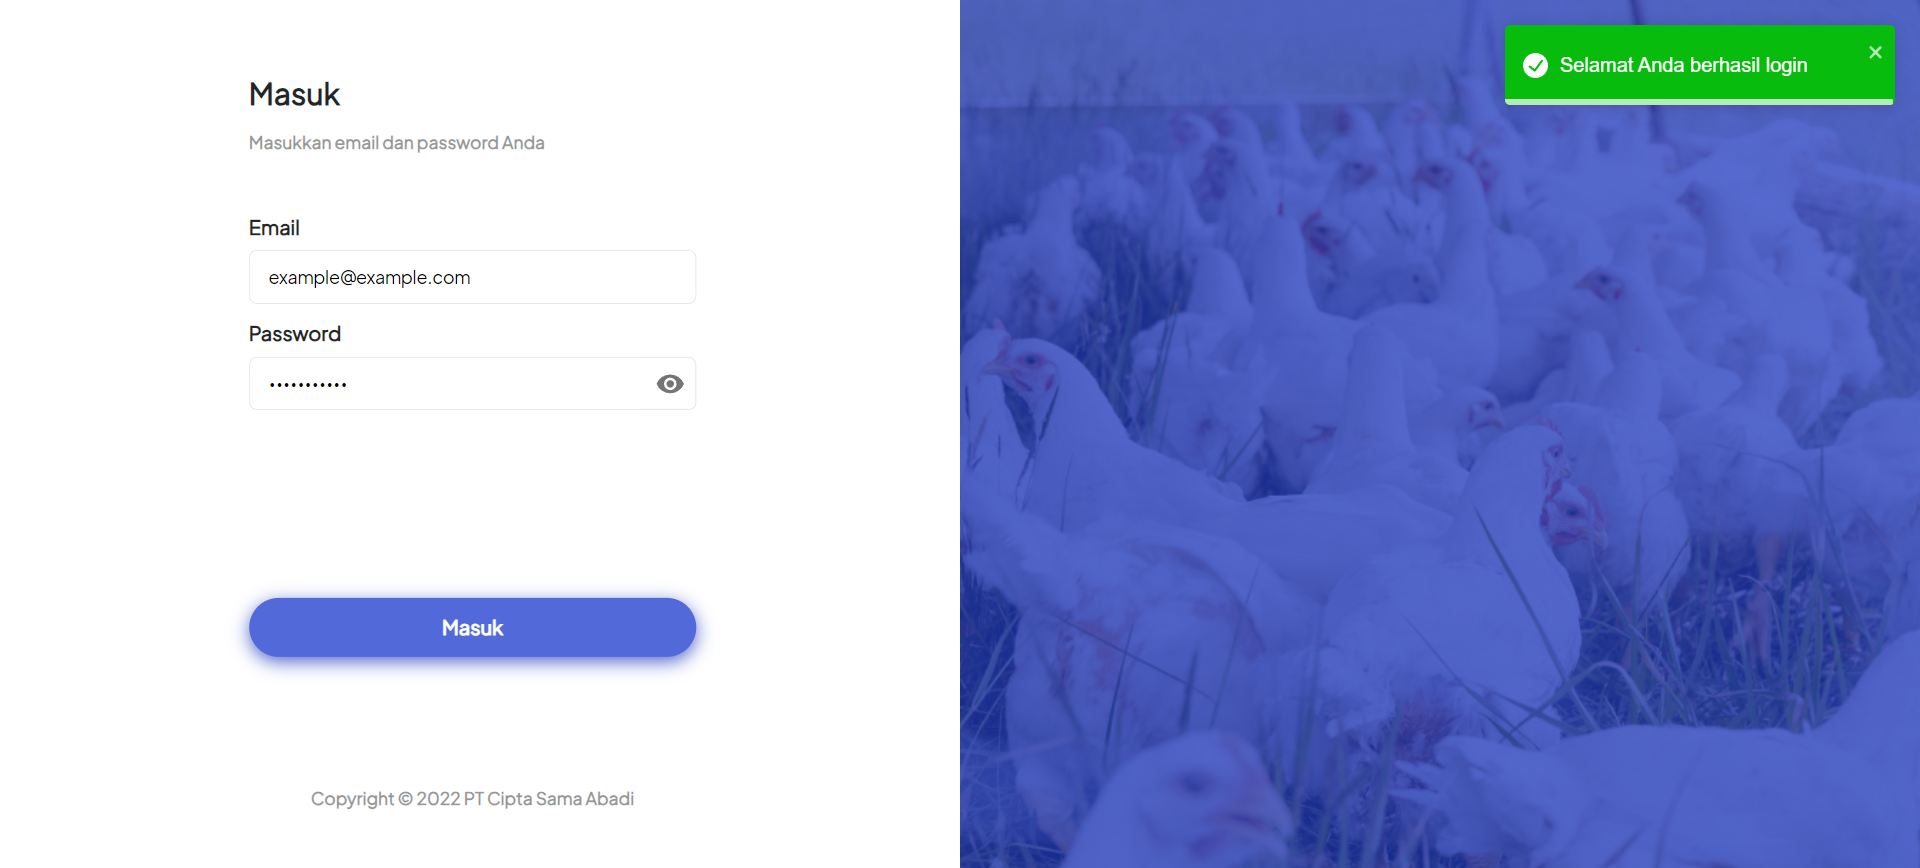 Masuk
Masukkan email dan password Anda
Email
example@example.com
Password
•••••••••••
Masuk
Copyright © 2022 PT Cipta Sama Abadi
Selamat Anda berhasil login